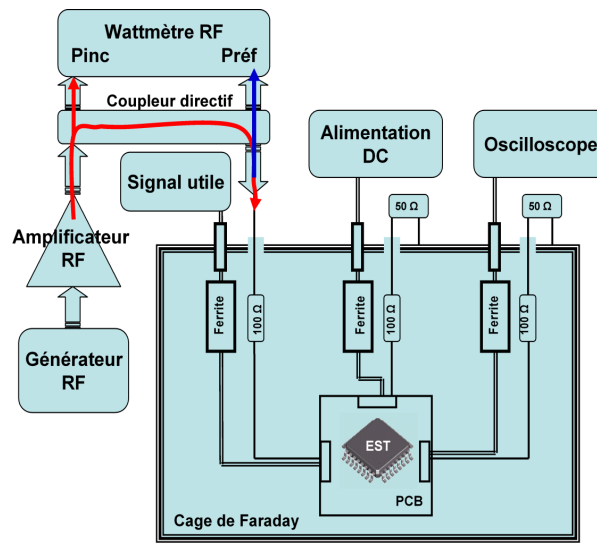 Wattmètre RF
Pinc Préf
Coupleur directif
Signal utile
Alimentation
DC
Oscilloscope
50 Ω
50 Ω
Amplificateur
RF
Générateur
RF
Ferrite
100 Ω
Ferrite
100 Ω
Ferrite
100 Ω
EST
PCB
Cage de Faraday